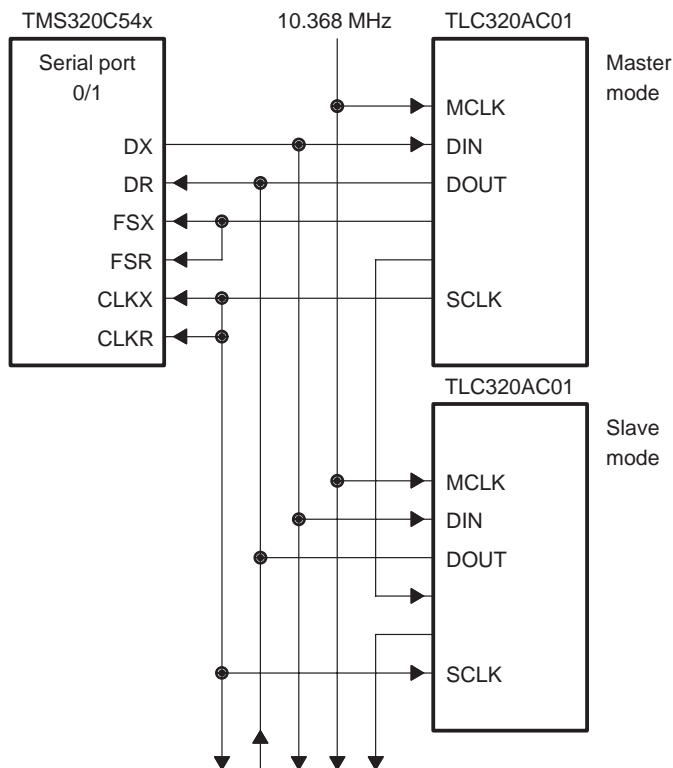 TMS320C54x
10.368 MHz
TLC320AC01
Serial port
0/1
DX
DR
FSX
FSR
CLKX
CLKR
Master
mode
MCLK
DIN
DOUT
SCLK
TLC320AC01
Slave
mode
MCLK
DIN
DOUT
SCLK